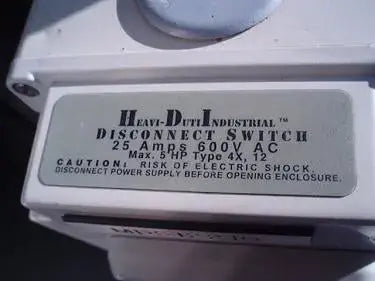 HEAVI-DUTI INDUSTRIAL™
DISCONNECT SWITCH
25 Amps 600V AC
Max. 5 HP Type 4X, 12
CAUTION: RISK OF ELECTRIC SHOCK.
DISCONNECT POWER SUPPLY BEFORE OPENING ENCLOSURE.